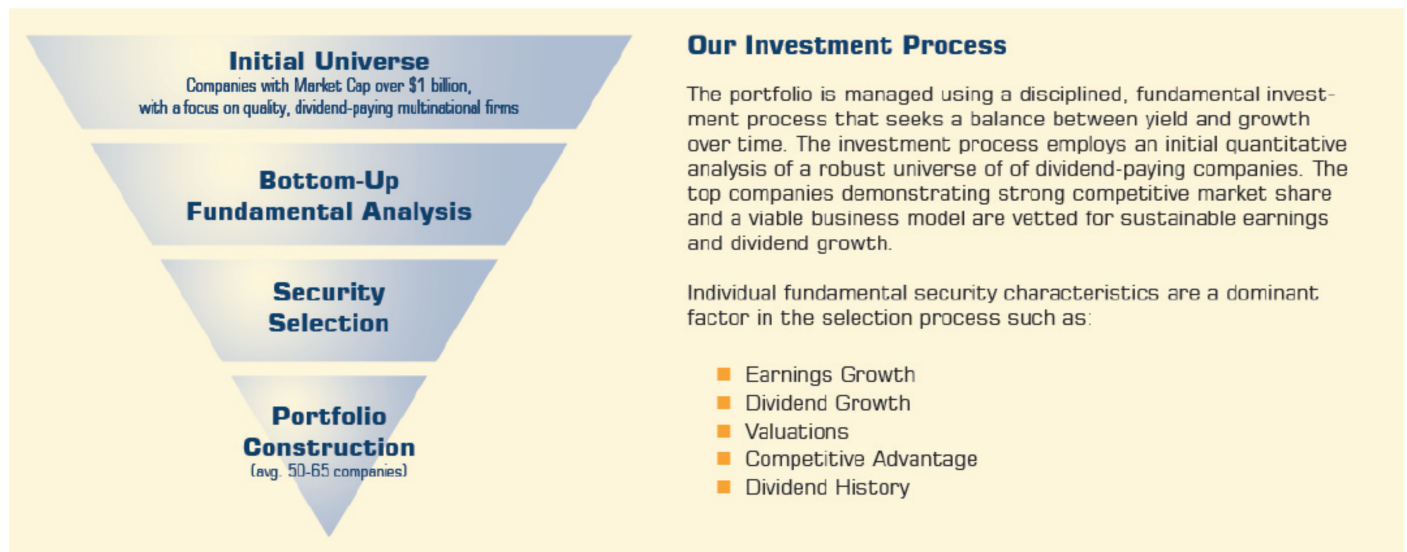 Initial Universe
Companies with Market Cap over $1 billion,
with a focus on quality, dividend-paying multinational firms
Bottom-Up
Fundamental Analysis
Security
Selection
Portfolio
Construction
(avg. 50-65 companies)
Our Investment Process
The portfolio is managed using a disciplined, fundamental invest-
ment process that seeks a balance between yield and growth
over time. The investment process employs an initial quantitative
analysis of a robust universe of of dividend-paying companies. The
top companies demonstrating strong competitive market share
and a viable business model are vetted for sustainable earnings
and dividend growth.
Individual fundamental security characteristics are a dominant
factor in the selection process such as:
Earnings Growth
Dividend Growth
Valuations
Competitive Advantage
Dividend History